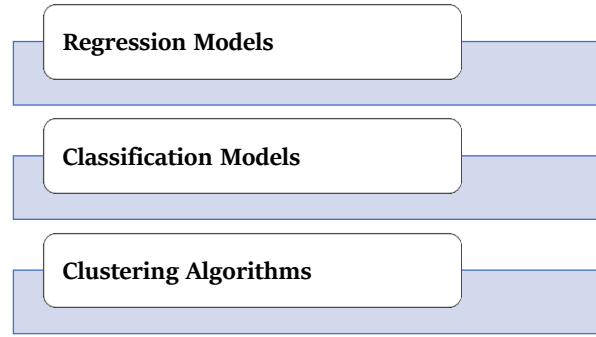 Regression Models
Classification Models
Clustering Algorithms